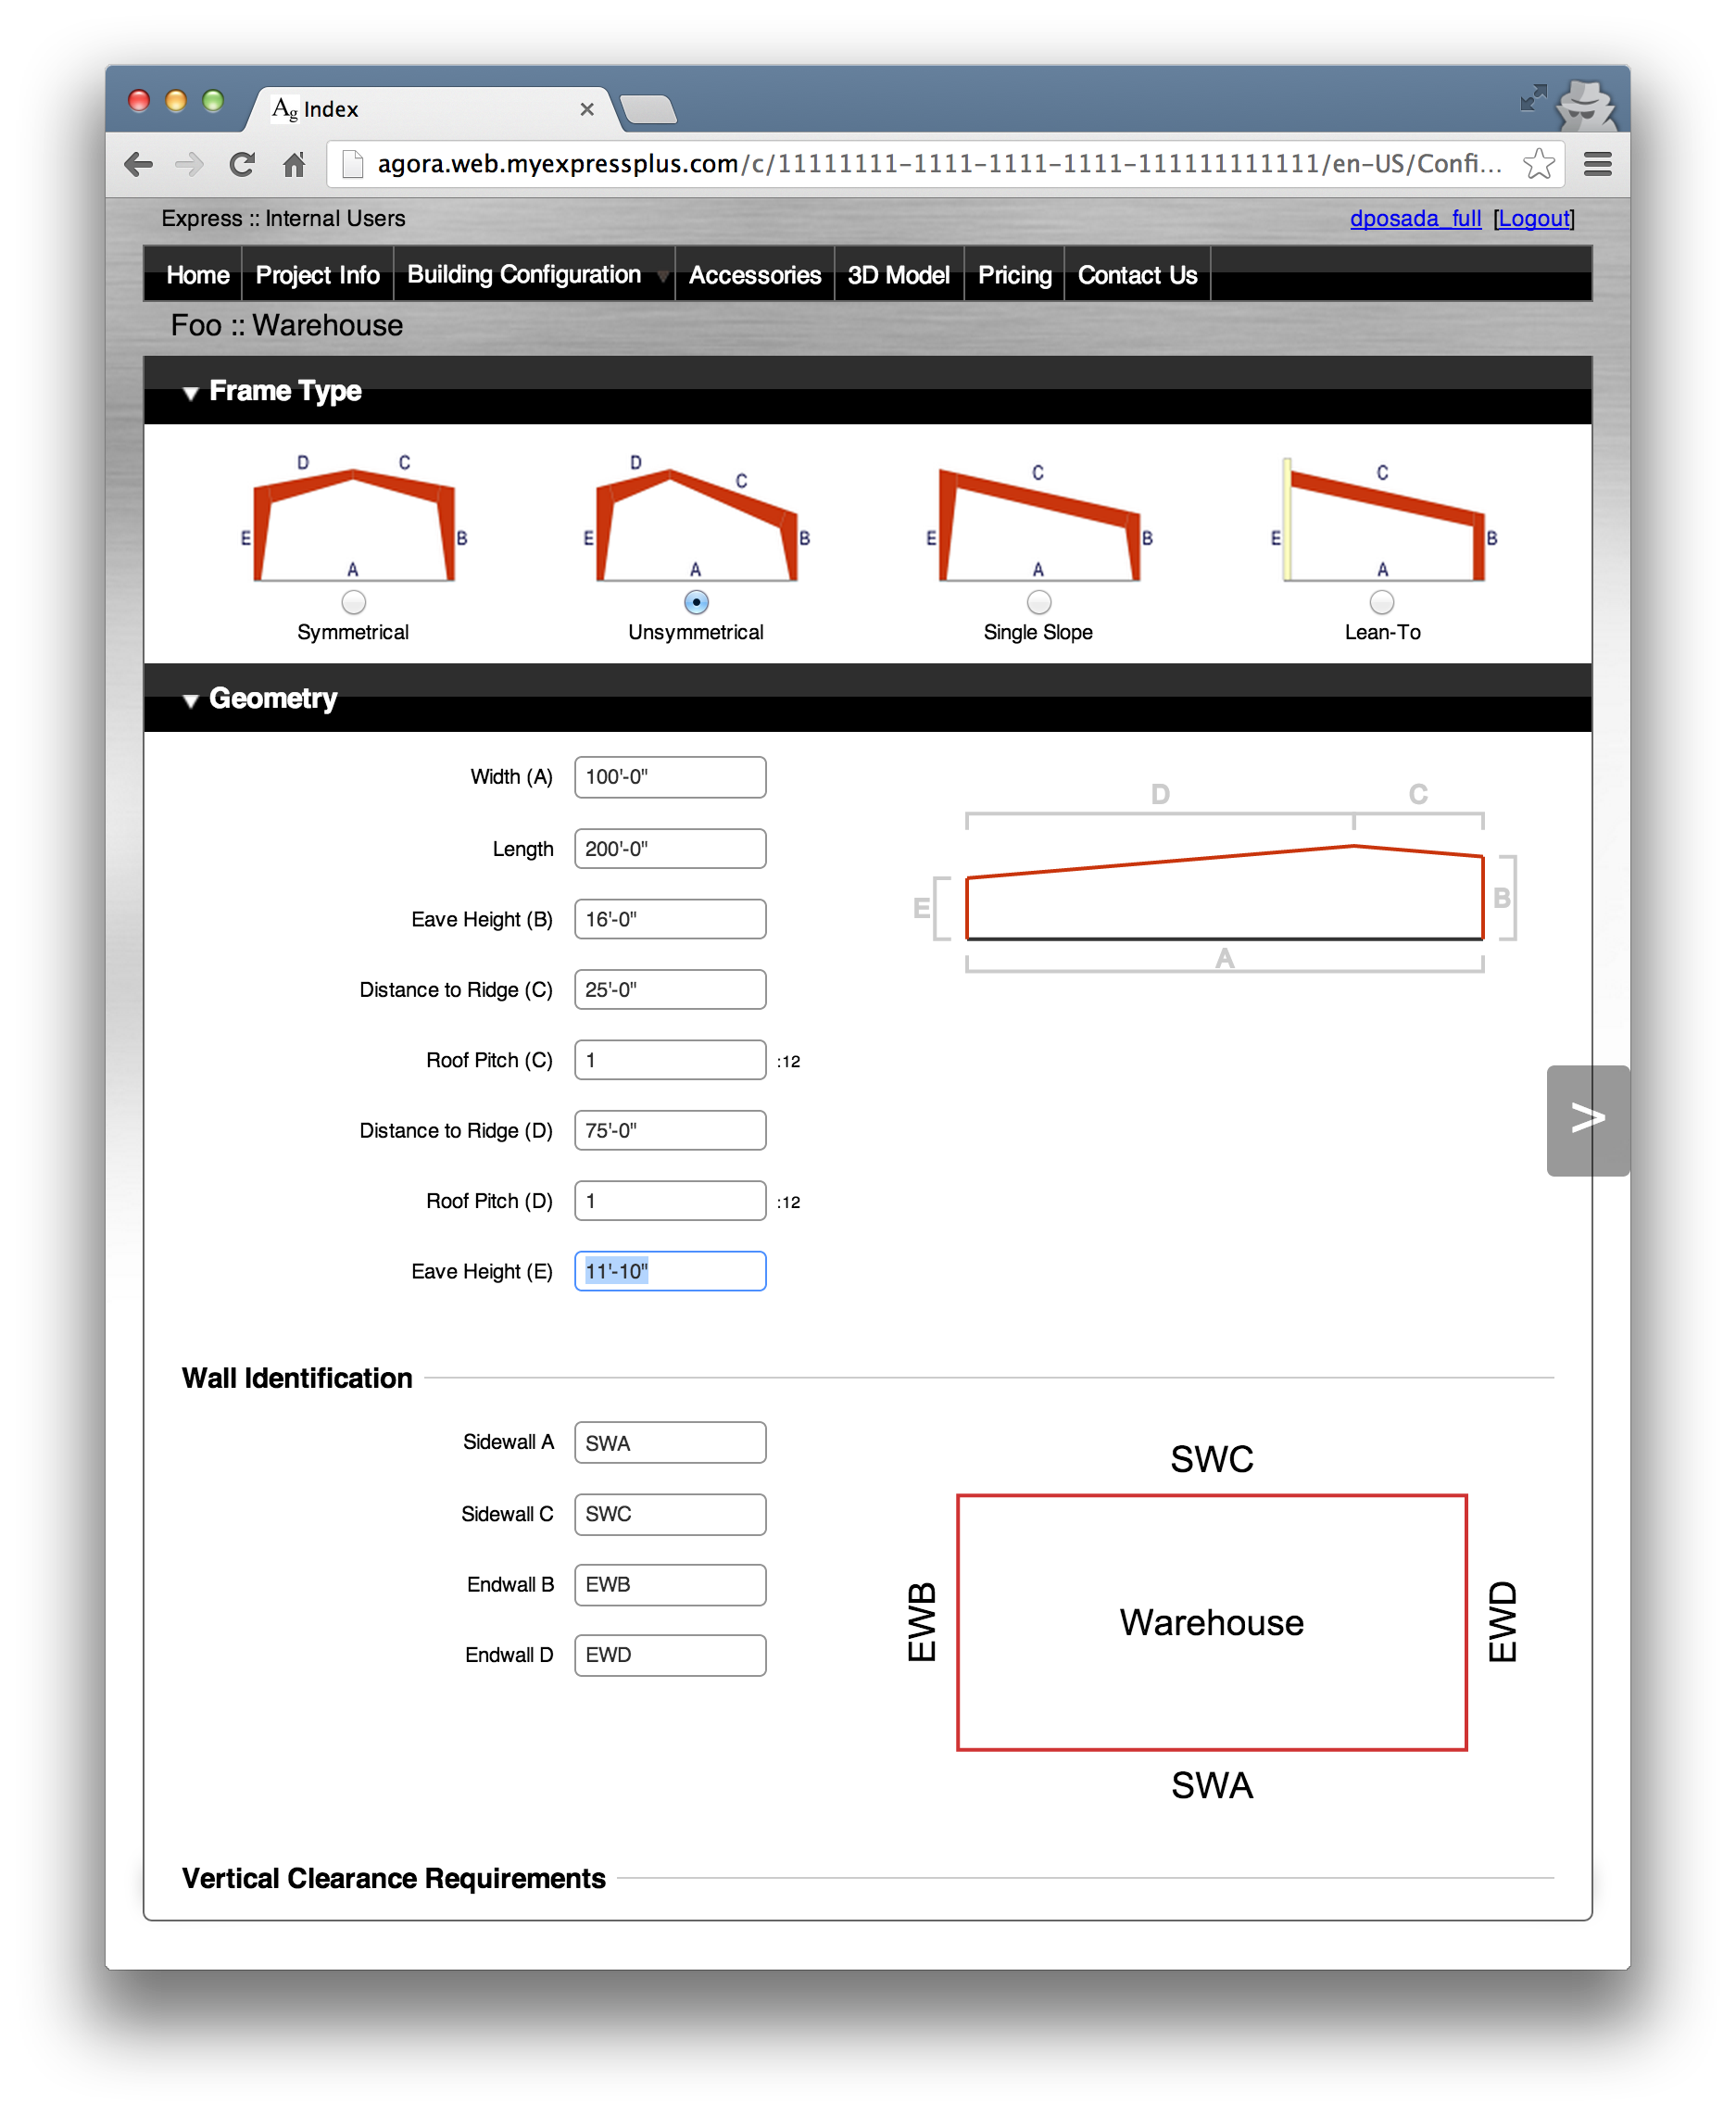 Ag Index
agora.web.myexpressplus.com/c/11111111-1111-1111-1111-111111111111/en-US/Confi...
Express :: Internal Users dposada_full [Logout]
Home Project Info Building Configuration Accessories 3D Model Pricing Contact Us
Foo :: Warehouse
Frame Type
D C E B A
Symmetrical
D C E B A
Unsymmetrical
C E B A
Single Slope
C E B A
Lean-To
Geometry
Width (A) 100'-0"
Length 200'-0"
Eave Height (B) 16'-0"
Distance to Ridge (C) 25'-0"
Roof Pitch (C) 1 :12
Distance to Ridge (D) 75'-0"
Roof Pitch (D) 1 :12
Eave Height (E) 11'-10"
D C
E B
A
>
Wall Identification
Sidewall A SWA
Sidewall C SWC
Endwall B EWB
Endwall D EWD
SWC
EWB Warehouse EWD
SWA
Vertical Clearance Requirements